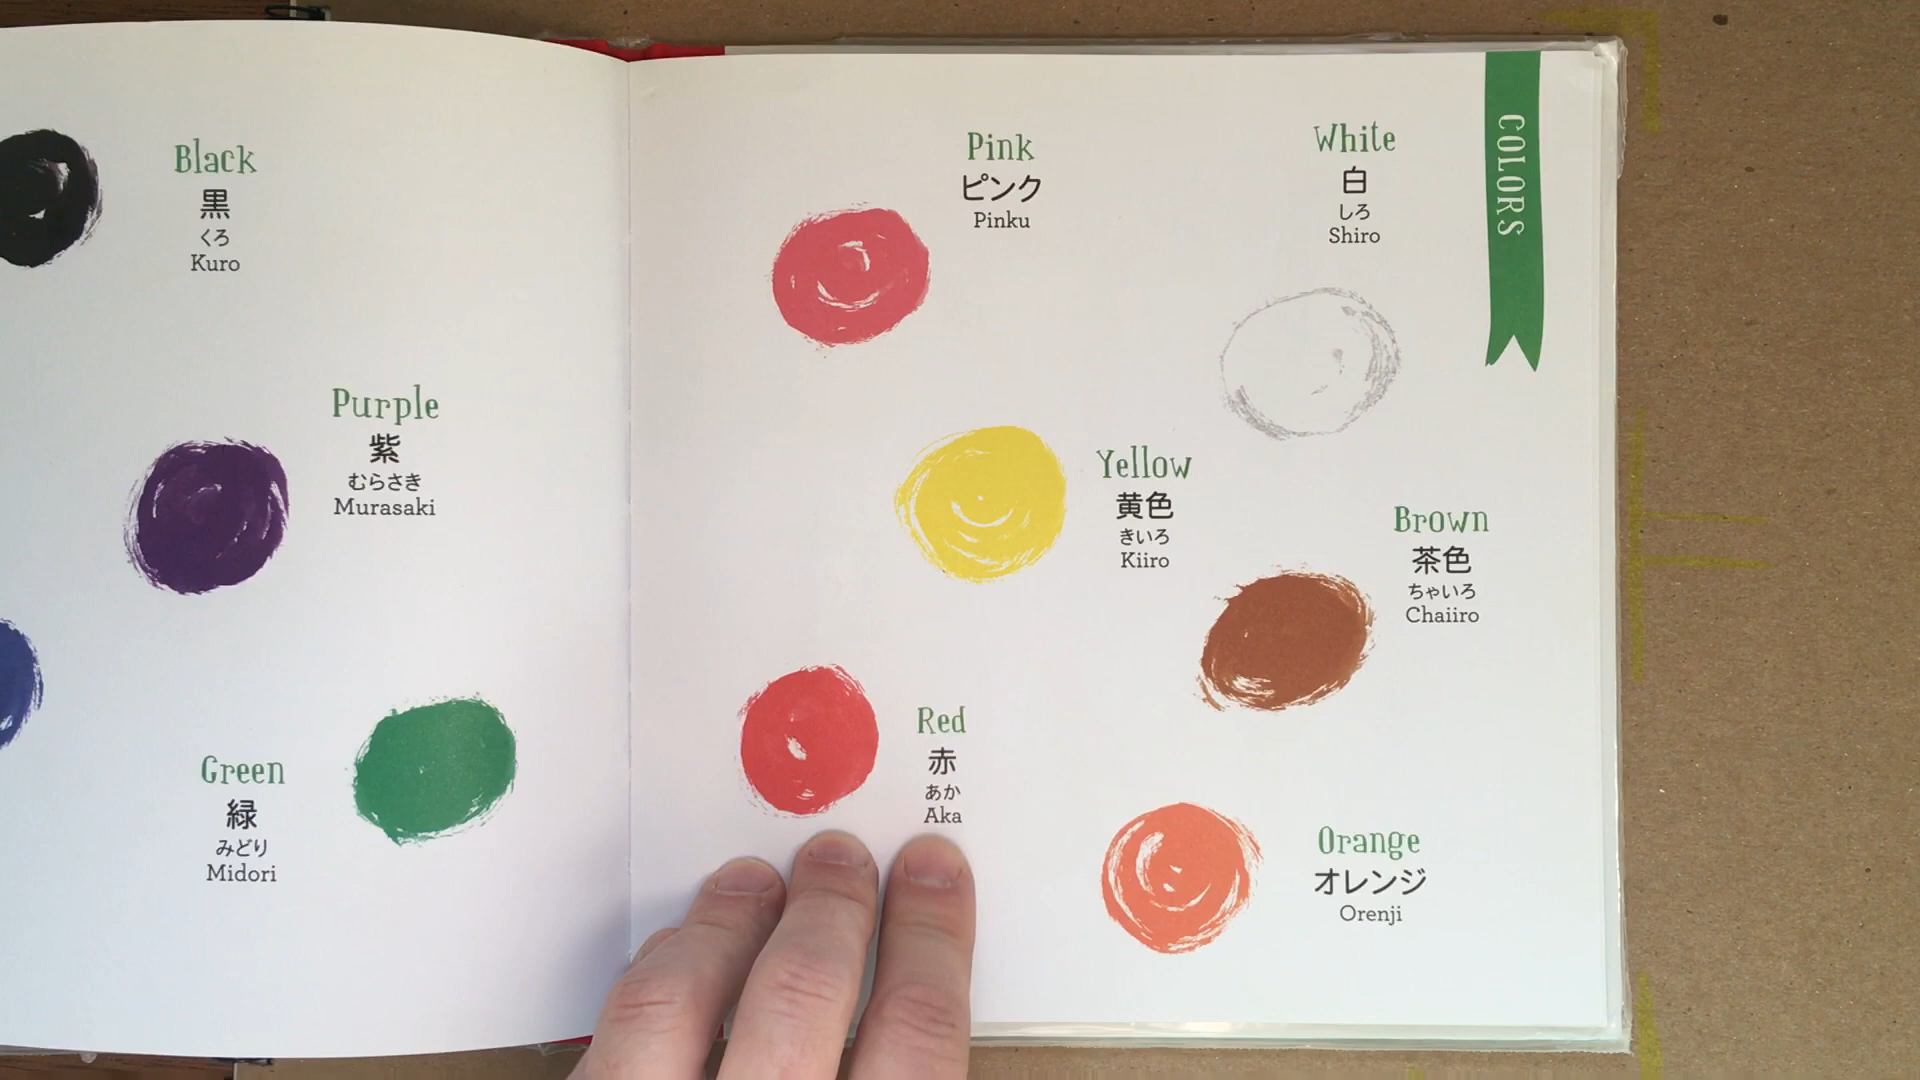 Black
黒
くろ
Kuro
Purple
紫
むらさき
Murasaki
Green
緑
みどり
Midori
Pink
ピンク
Pinku
White
白
しろ
Shiro
COLORS
Yellow
黄色
きいろ
Kiiro
Brown
茶色
ちゃいろ
Chaiiro
Red
赤
あか
Aka
Orange
オレンジ
Orenji